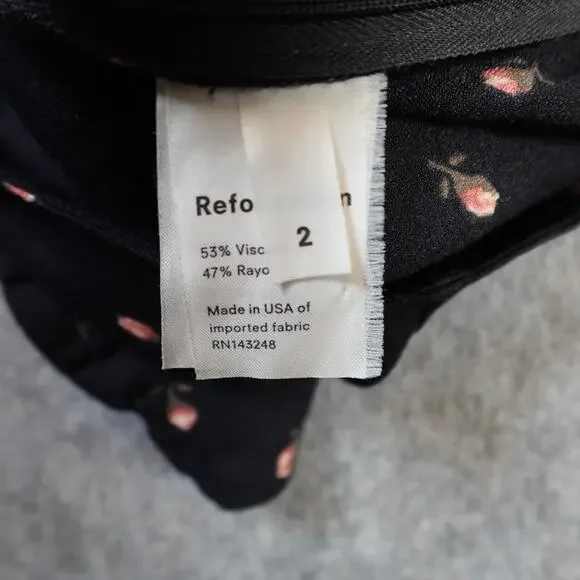 Refo n
2
53% Visc
47% Rayo
Made in USA of
imported fabric
RN143248